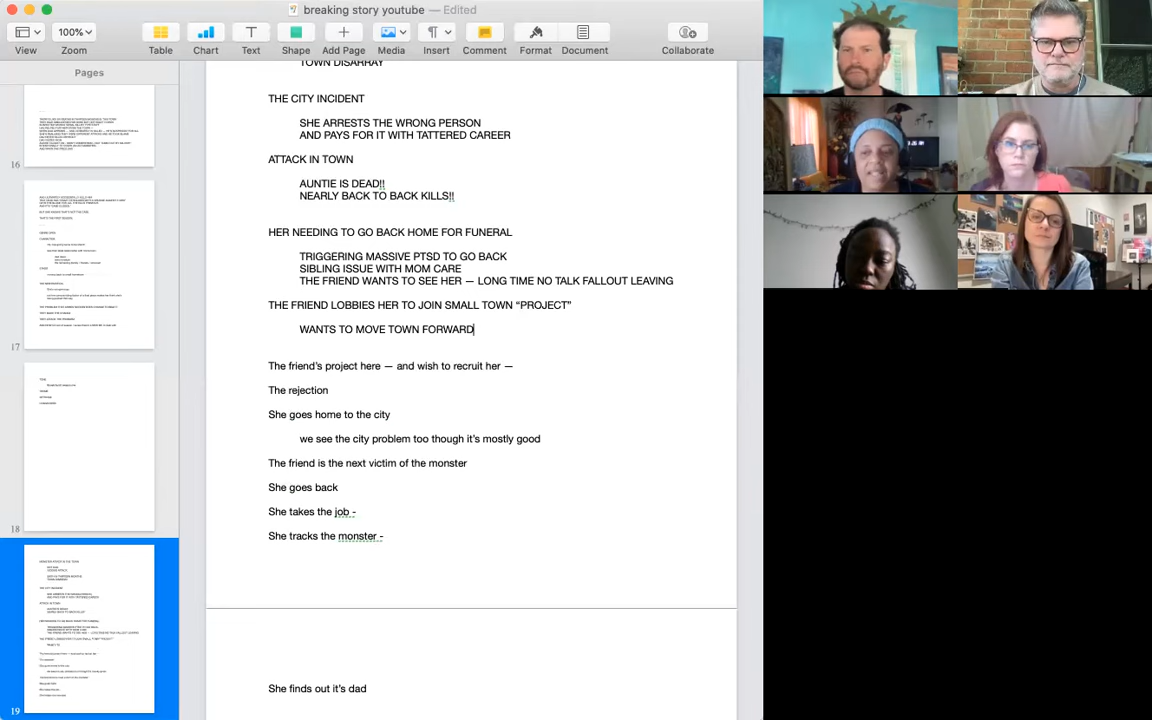 breaking story youtube — Edited
100%
View
Zoom
Table
Chart
Text
Shape
Add Page
Media
Insert
Comment
Format
Document
Collaborate
Pages
16
17
18
19
TOWN DISARRAY
THE CITY INCIDENT
SHE ARRESTS THE WRONG PERSON
AND PAYS FOR IT WITH TATTERED CAREER
ATTACK IN TOWN
AUNTIE IS DEAD!!
NEARLY BACK TO BACK KILLS!!
HER NEEDING TO GO BACK HOME FOR FUNERAL
TRIGGERING MASSIVE PTSD TO GO BACK
SIBLING ISSUE WITH MOM CARE
THE FRIEND WANTS TO SEE HER — LONG TIME NO TALK FALLOUT LEAVING
THE FRIEND LOBBIES HER TO JOIN SMALL TOWN “PROJECT”
WANTS TO MOVE TOWN FORWARD
The friend’s project here — and wish to recruit her —
The rejection
She goes home to the city
we see the city problem too though it’s mostly good
The friend is the next victim of the monster
She goes back
She takes the job -
She tracks the monster -
She finds out it’s dad